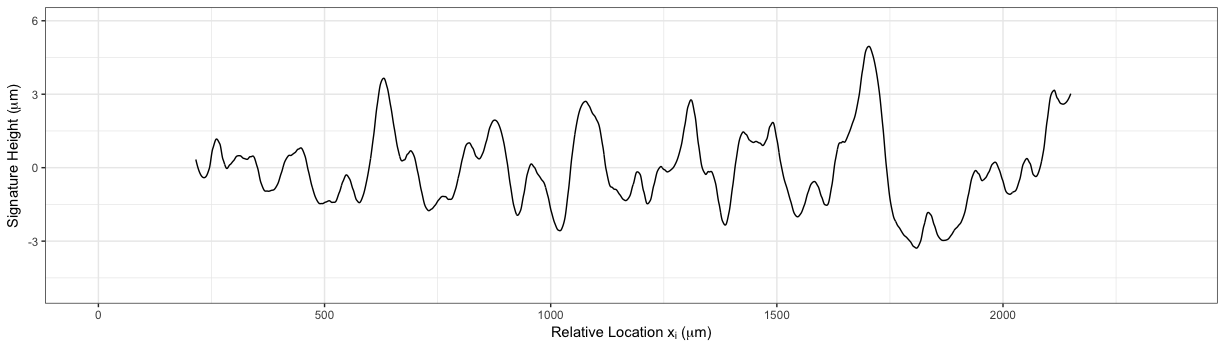 Signature Height (μm)
6
3
0
-3
0 500 1000 1500 2000
Relative Location xᵢ (μm)